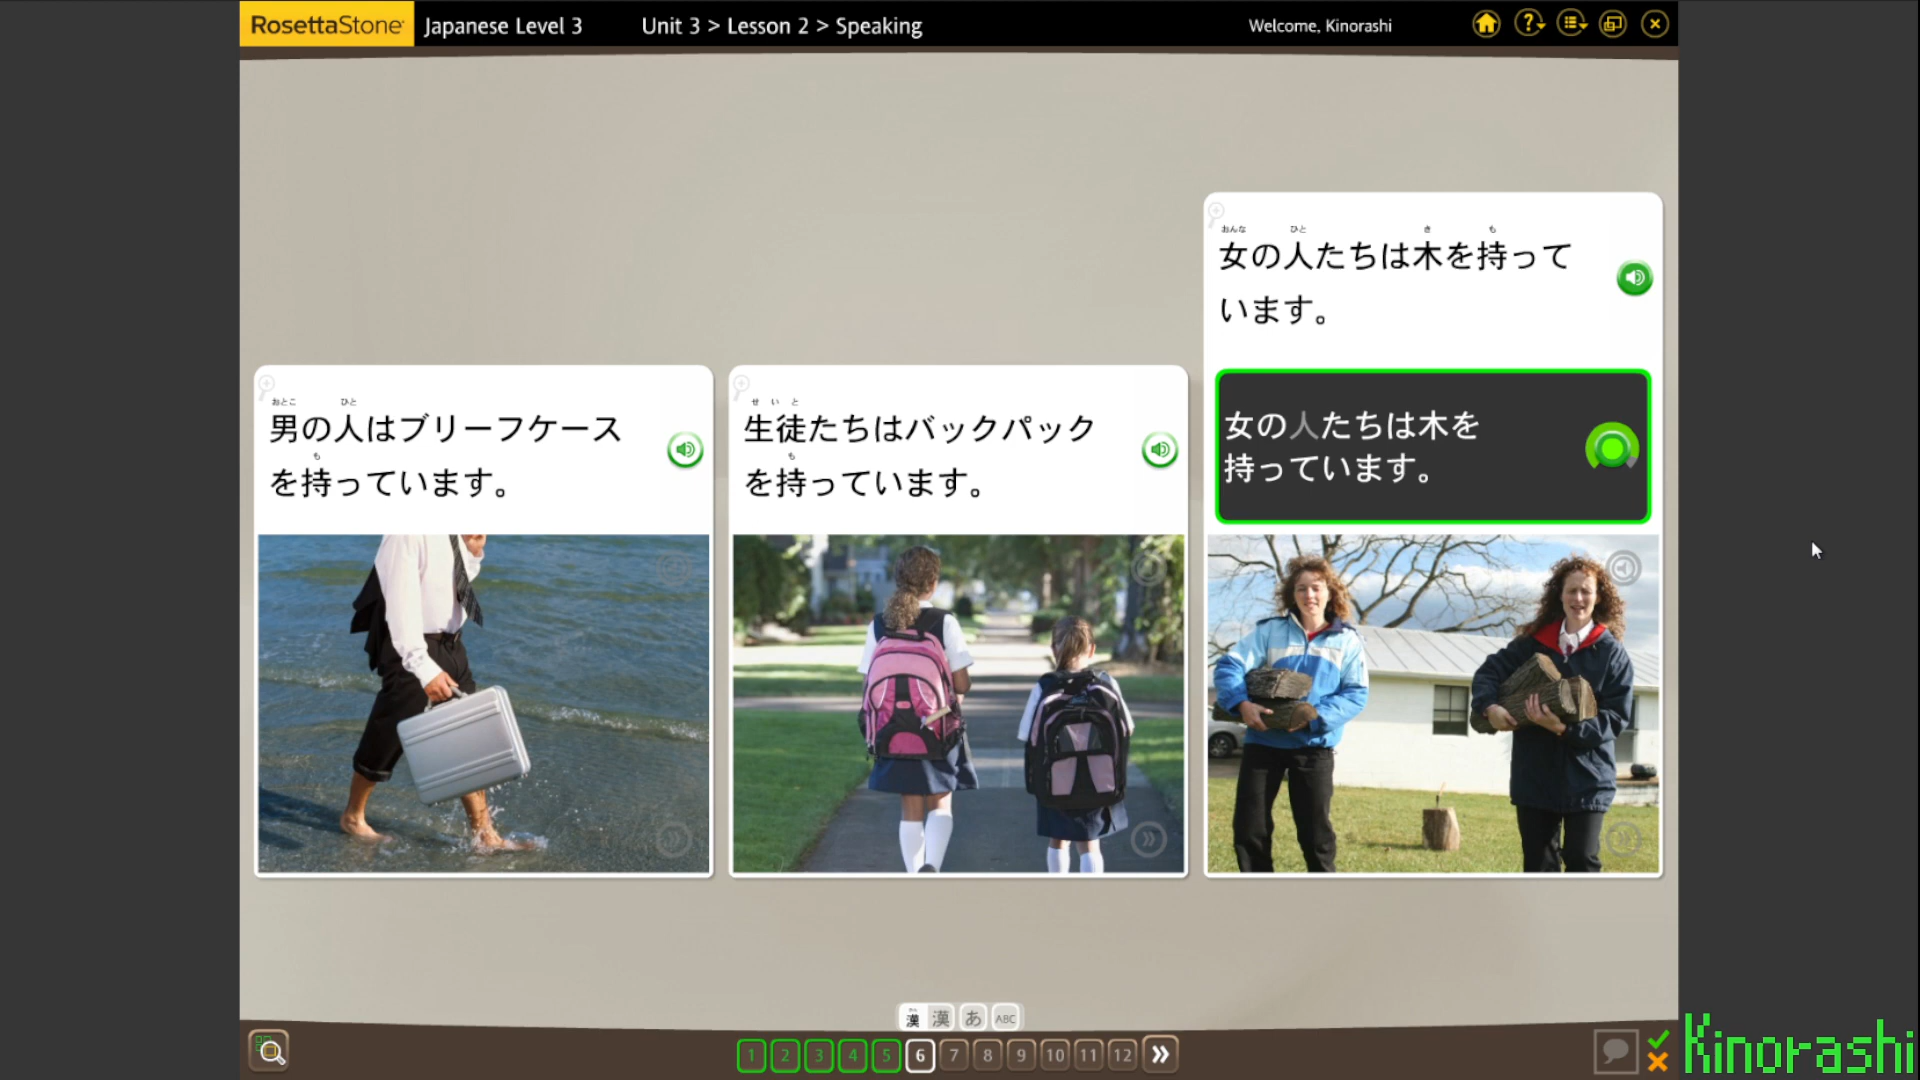 RosettaStone Japanese Level 3 Unit 3 > Lesson 2 > Speaking Welcome, Kinorashi
おとこ ひと
男の人はブリーフケース
も
を持っています。
せいと
生徒たちはバックパック
も
を持っています。
おんな ひと き も
女の人たちは木を持って
います。
女の人たちは木を
持っています。
漢 漢 あ ABC
1 2 3 4 5 6 7 8 9 10 11 12
Kinorashi